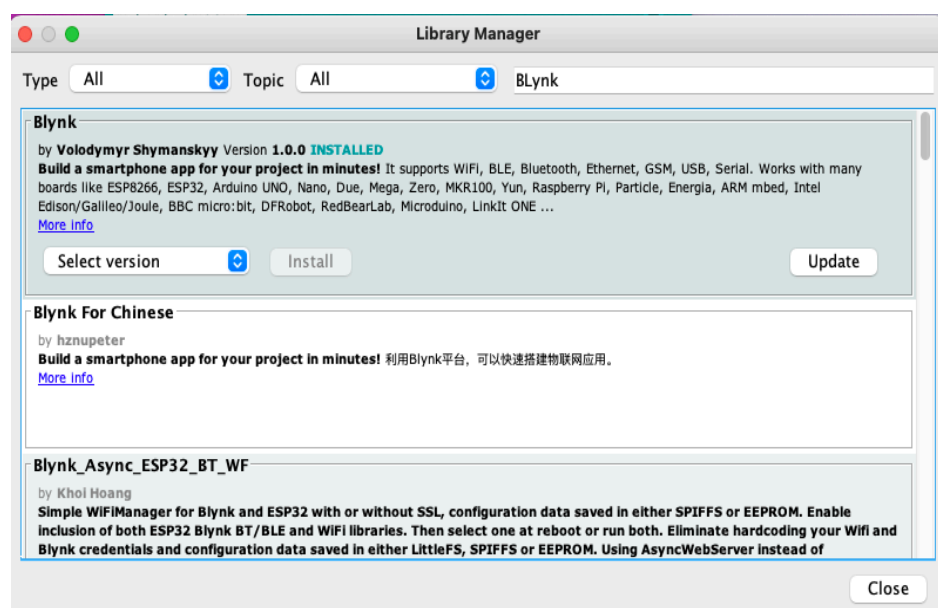 Library Manager
Type All Topic All BLynk
Blynk
by Volodymyr Shymanskyy Version 1.0.0 INSTALLED
Build a smartphone app for your project in minutes! It supports WiFi, BLE, Bluetooth, Ethernet, GSM, USB, Serial. Works with many
boards like ESP8266, ESP32, Arduino UNO, Nano, Due, Mega, Zero, MKR100, Yun, Raspberry Pi, Particle, Energia, ARM mbed, Intel
Edison/Galileo/Joule, BBC micro:bit, DFRobot, RedBearLab, Microduino, LinkIt ONE ...
More info
Select version Install Update
Blynk For Chinese
by hznupeter
Build a smartphone app for your project in minutes! 利用Blynk平台，可以快速搭建物联网应用。
More info
Blynk_Async_ESP32_BT_WF
by Khoi Hoang
Simple WiFiManager for Blynk and ESP32 with or without SSL, configuration data saved in either SPIFFS or EEPROM. Enable
inclusion of both ESP32 Blynk BT/BLE and WiFi libraries. Then select one at reboot or run both. Eliminate hardcoding your Wifi and
Blynk credentials and configuration data saved in either LittleFS, SPIFFS or EEPROM. Using AsyncWebServer instead of
Close